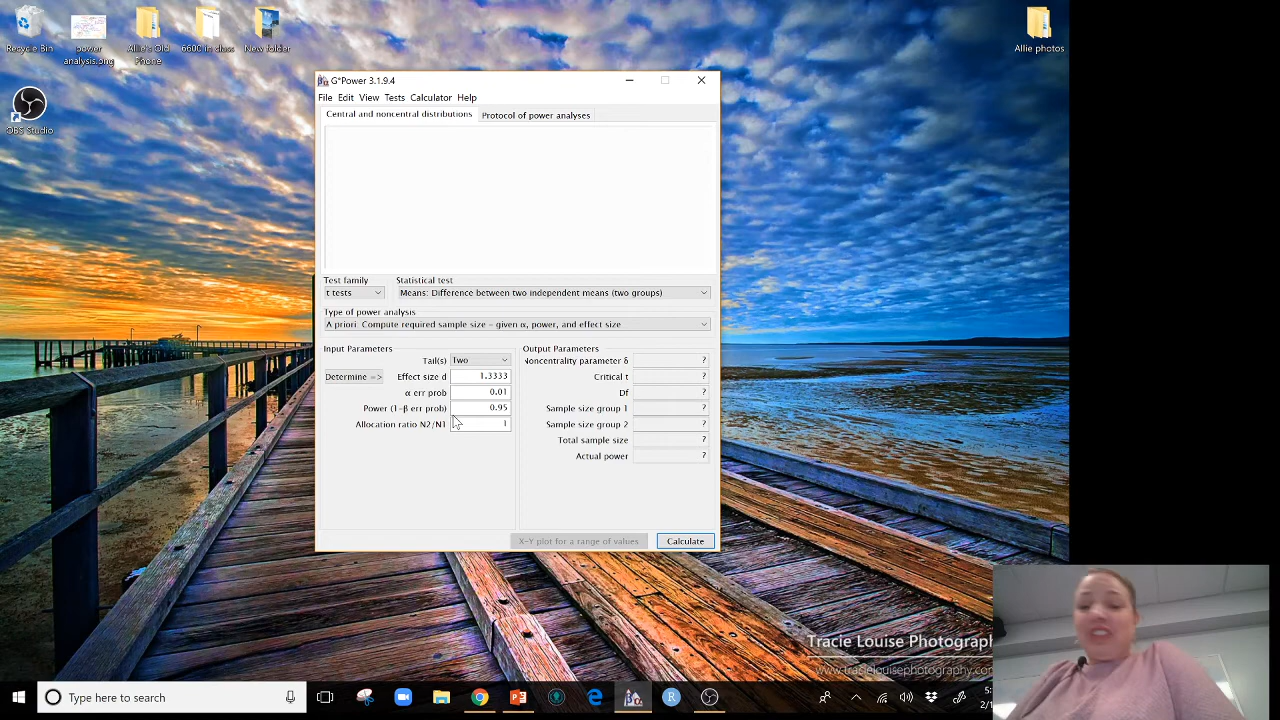 Recycle Bin
power
analysis.png
Allie's Old
Phone
6600 in class
New folder
Allie photos
OBS Studio
G*Power 3.1.9.4
File Edit View Tests Calculator Help
Central and noncentral distributions
Protocol of power analyses
Test family
Statistical test
t tests
Means: Difference between two independent means (two groups)
Type of power analysis
A priori: Compute required sample size - given α, power, and effect size
Input Parameters
Output Parameters
Tail(s) Two
Noncentrality parameter δ ?
Determine => Effect size d 1.3333
Critical t ?
α err prob 0.01
Df ?
Power (1-β err prob) 0.95
Sample size group 1 ?
Allocation ratio N2/N1 1
Sample size group 2 ?
Total sample size ?
Actual power ?
X-Y plot for a range of values
Calculate
Tracie Louise Photograph
www.tracielouisephotography.com
Type here to search
5:
2/1